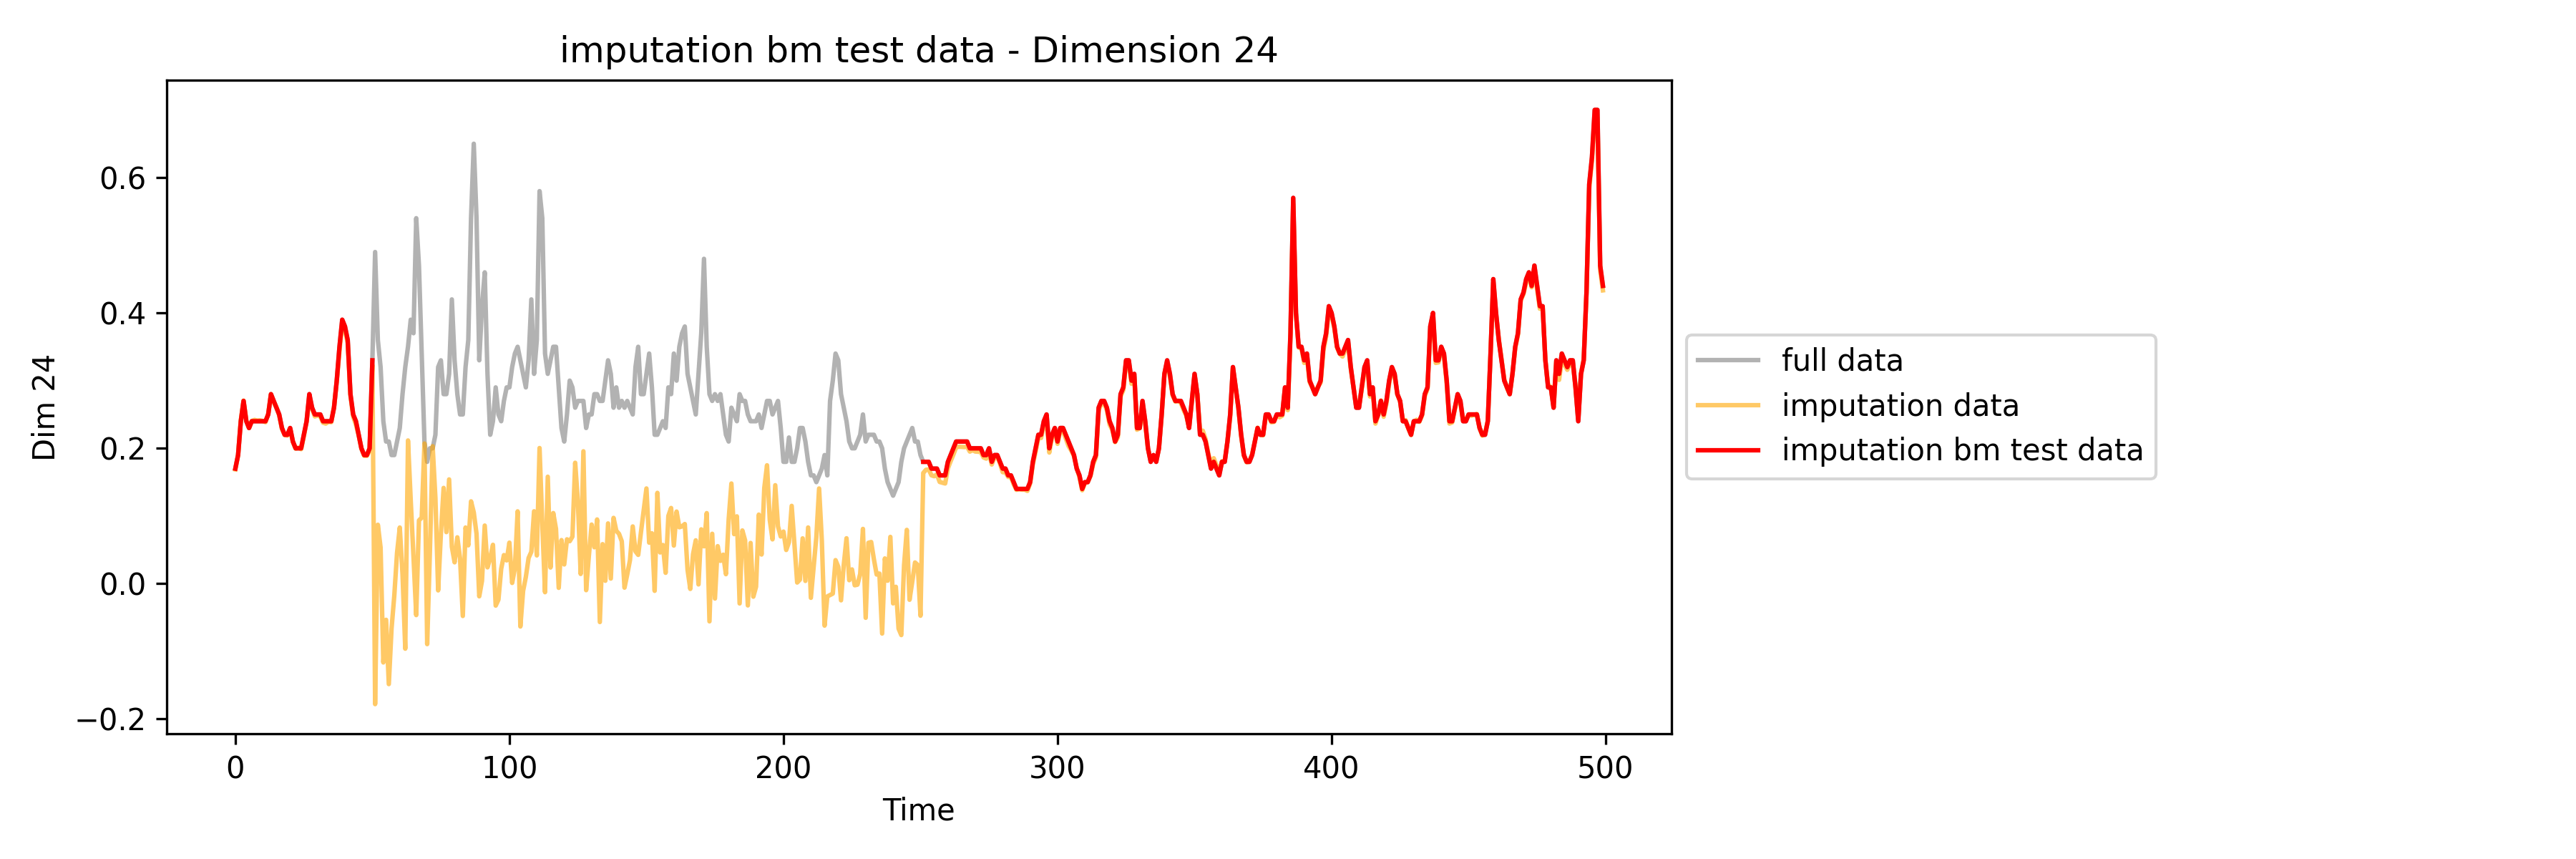 imputation bm test data - Dimension 24
Dim 24
0.6
0.4
0.2
0.0
−0.2
0
100
200
300
400
500
Time
full data
imputation data
imputation bm test data